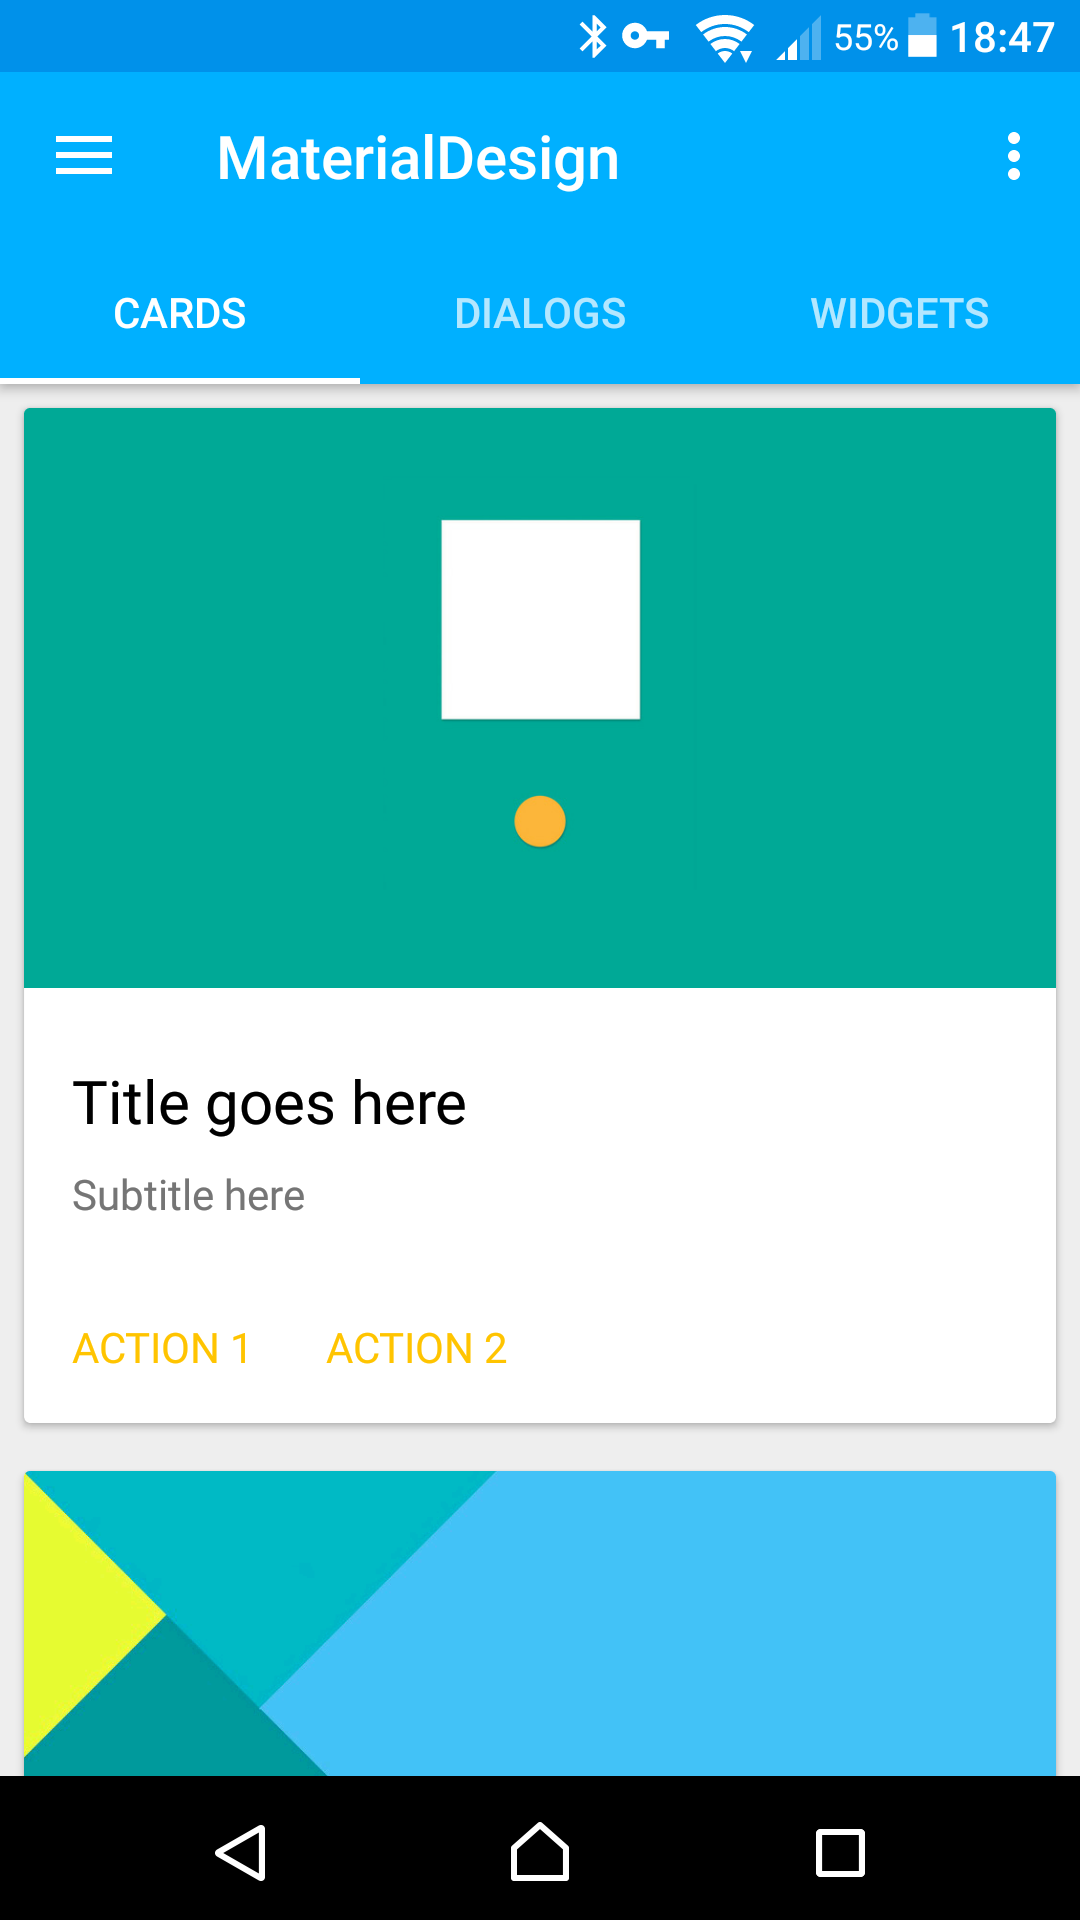 55% 18:47
MaterialDesign
CARDS DIALOGS WIDGETS
Title goes here
Subtitle here
ACTION 1 ACTION 2